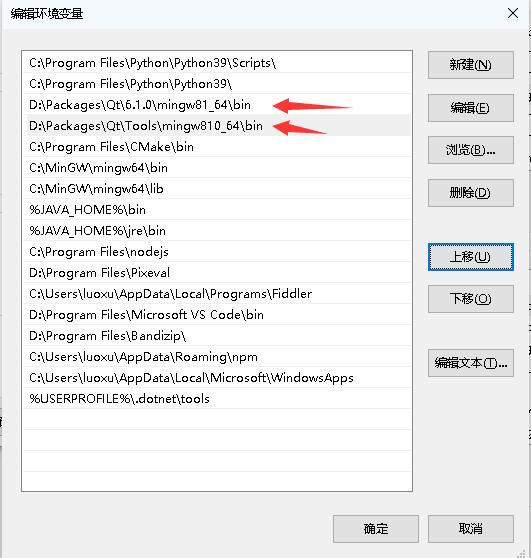 编辑环境变量
C:\Program Files\Python\Python39\Scripts\
C:\Program Files\Python\Python39\
D:\Packages\Qt\6.1.0\mingw81_64\bin
D:\Packages\Qt\Tools\mingw810_64\bin
C:\Program Files\CMake\bin
C:\MinGW\mingw64\bin
C:\MinGW\mingw64\lib
%JAVA_HOME%\bin
%JAVA_HOME%\jre\bin
C:\Program Files\nodejs
D:\Program Files\Pixeval
C:\Users\luoxu\AppData\Local\Programs\Fiddler
D:\Program Files\Microsoft VS Code\bin
D:\Program Files\Bandizip\
C:\Users\luoxu\AppData\Roaming\npm
C:\Users\luoxu\AppData\Local\Microsoft\WindowsApps
%USERPROFILE%\.dotnet\tools
新建(N)
编辑(E)
浏览(B)...
删除(D)
上移(U)
下移(O)
编辑文本(T)...
确定
取消